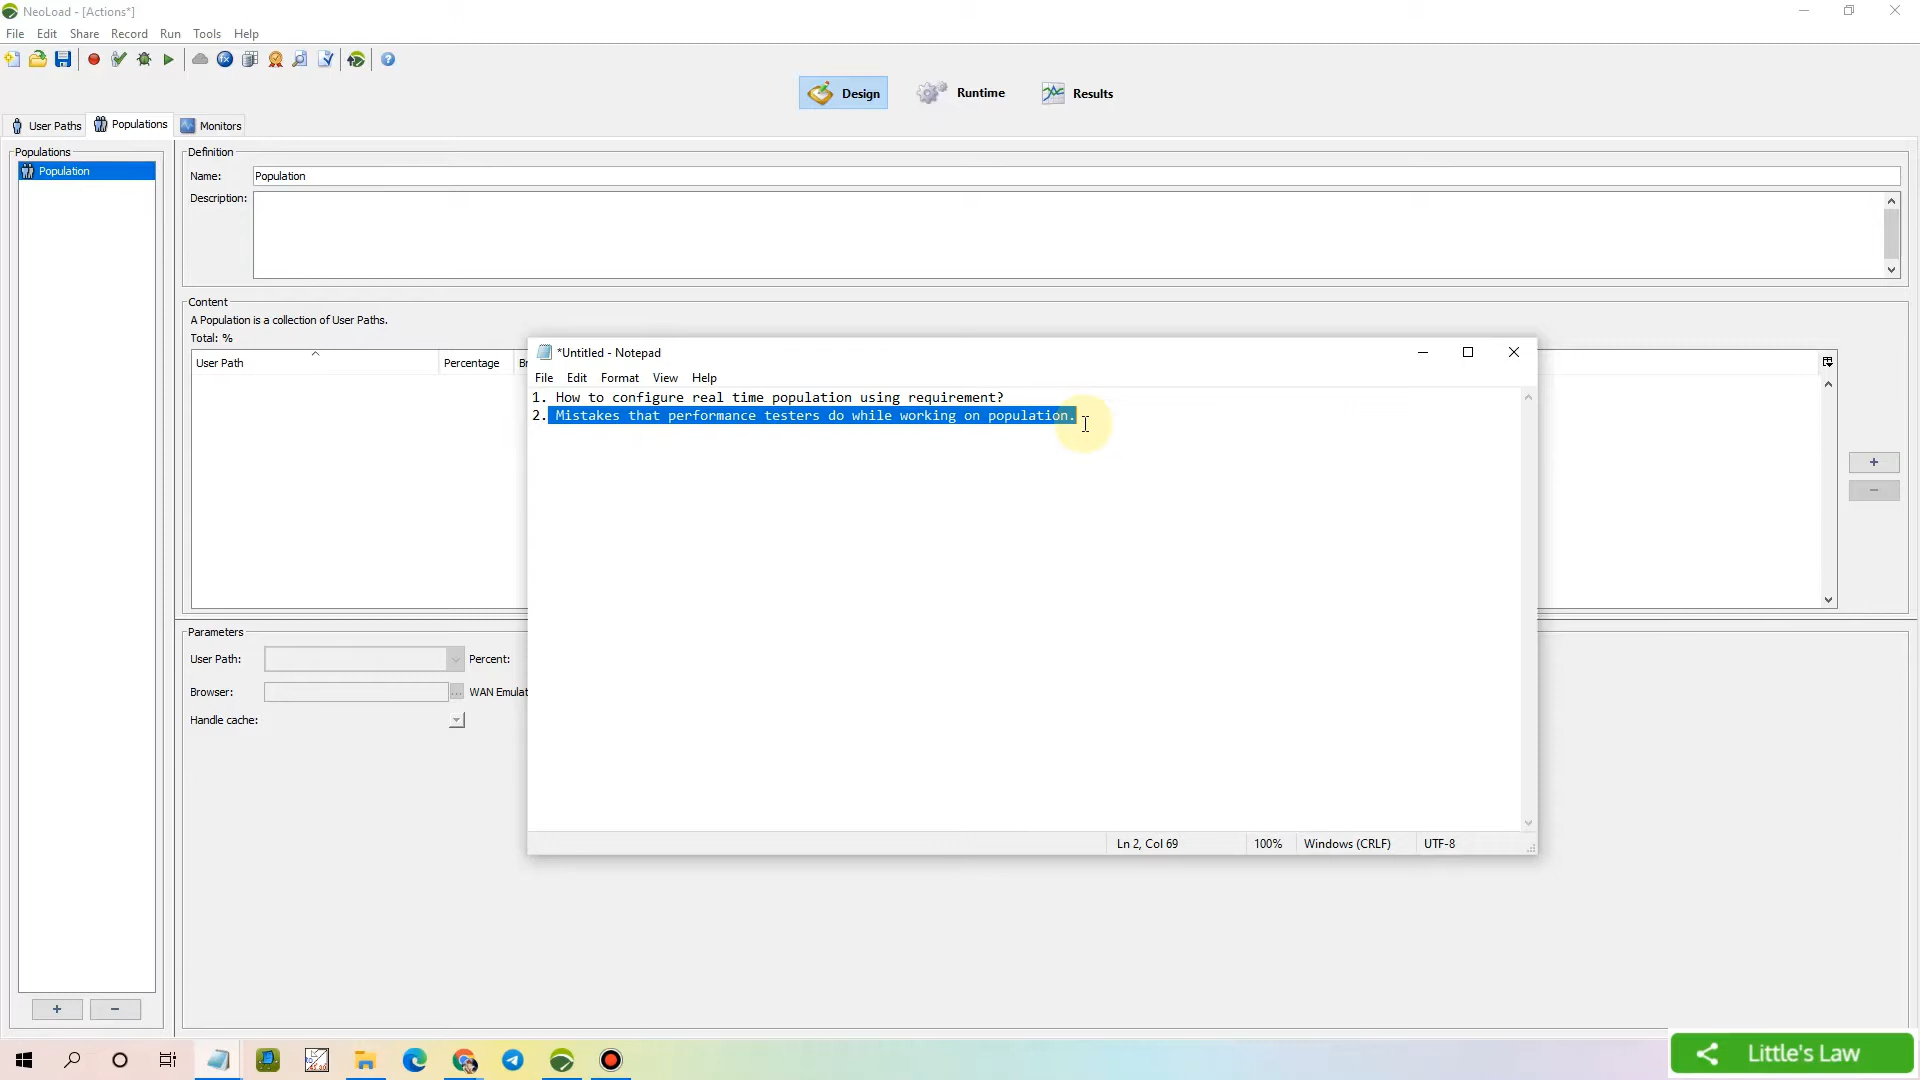 NeoLoad - [Actions*]
File Edit Share Record Run Tools Help
Design Runtime Results
User Paths Populations Monitors
Populations
Population
Definition
Name: Population
Description:
Content
A Population is a collection of User Paths.
Total: %
User Path Percentage Br
*Untitled - Notepad
File Edit Format View Help
1. How to configure real time population using requirement?
2. Mistakes that performance testers do while working on population.
Ln 2, Col 69 100% Windows (CRLF) UTF-8
Parameters
User Path: Percent:
Browser: ... WAN Emulat
Handle cache:
Little's Law